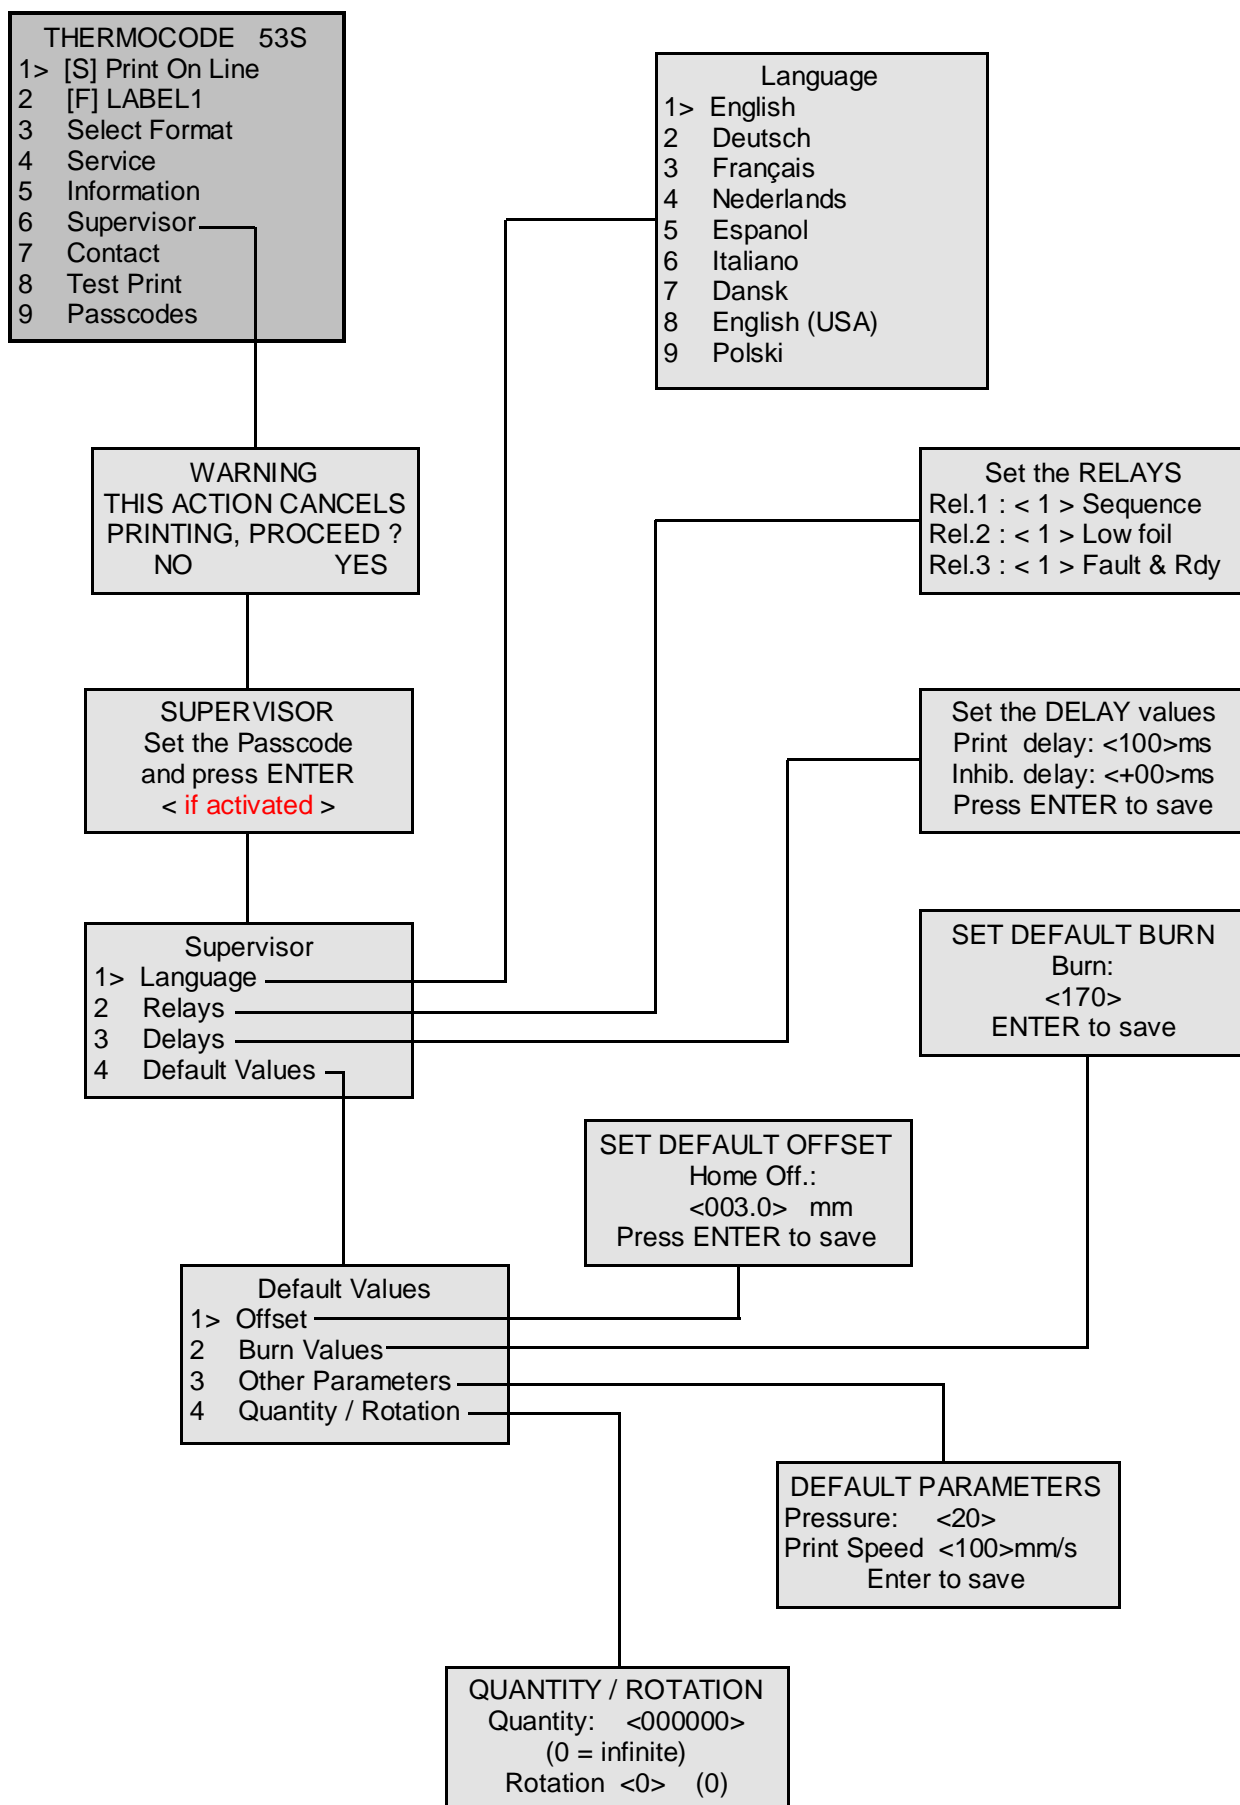 THERMOCODE 53S
1> [S] Print On Line
2 [F] LABEL1
3 Select Format
4 Service
5 Information
6 Supervisor
7 Contact
8 Test Print
9 Passcodes
Language
1> English
2 Deutsch
3 Français
4 Nederlands
5 Espanol
6 Italiano
7 Dansk
8 English (USA)
9 Polski
WARNING
THIS ACTION CANCELS
PRINTING, PROCEED ?
NO YES
Set the RELAYS
Rel.1 : < 1 > Sequence
Rel.2 : < 1 > Low foil
Rel.3 : < 1 > Fault & Rdy
SUPERVISOR
Set the Passcode
and press ENTER
< if activated >
Set the DELAY values
Print delay: <100>ms
Inhib. delay: <+00>ms
Press ENTER to save
Supervisor
1> Language
2 Relays
3 Delays
4 Default Values
SET DEFAULT BURN
Burn:
<170>
ENTER to save
SET DEFAULT OFFSET
Home Off.:
<003.0> mm
Press ENTER to save
Default Values
1> Offset
2 Burn Values
3 Other Parameters
4 Quantity / Rotation
DEFAULT PARAMETERS
Pressure: <20>
Print Speed <100>mm/s
Enter to save
QUANTITY / ROTATION
Quantity: <000000>
(0 = infinite)
Rotation <0> (0)